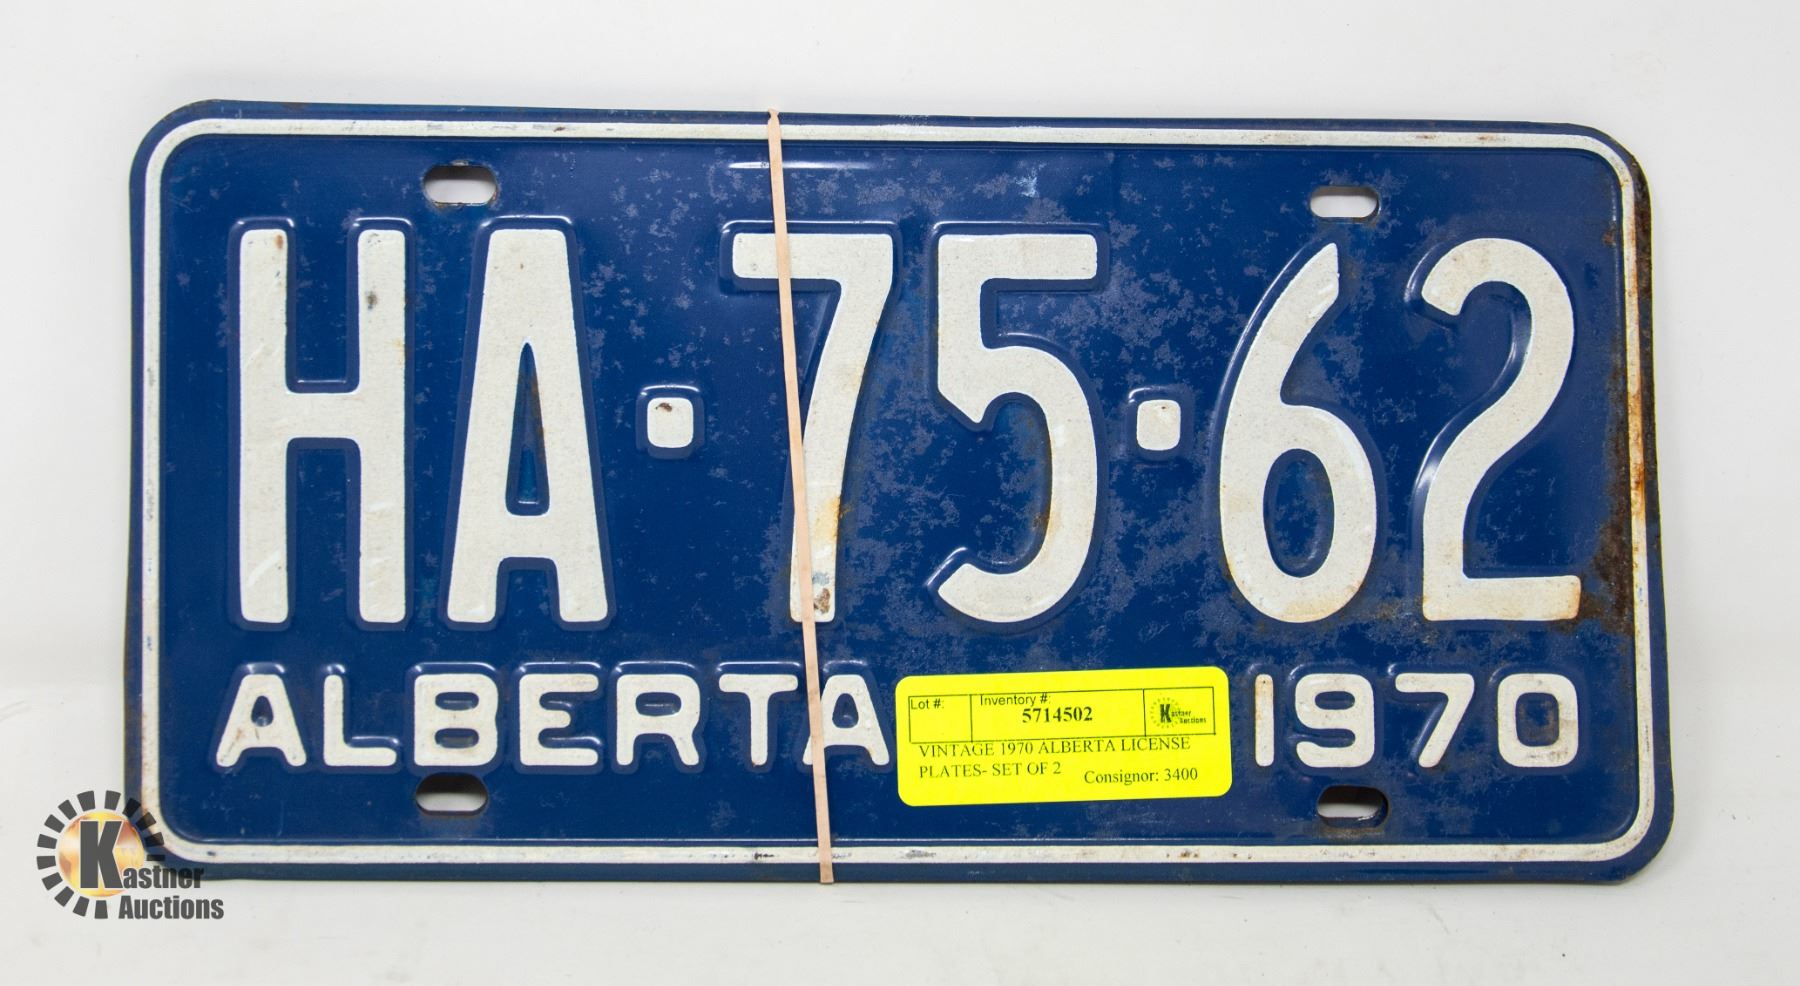 HA·75·62
ALBERTA 1970
Lot #: Inventory #:
5714502
Kastner
Auctions
VINTAGE 1970 ALBERTA LICENSE
PLATES- SET OF 2 Consignor: 3400
Kastner
Auctions